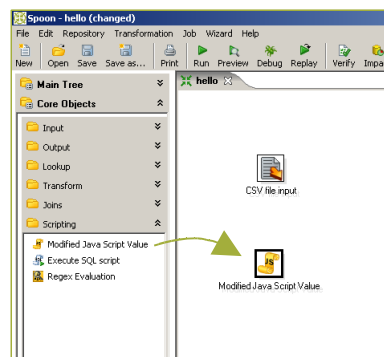 Spoon - hello (changed)
File Edit Repository Transformation Job Wizard Help
New Open Save Save as... Print Run Preview Debug Replay Verify Impac
Main Tree
Core Objects
Input
Output
Lookup
Transform
Joins
Scripting
Modified Java Script Value
Execute SQL script
Regex Evaluation
hello
CSV file input
JS
Modified Java Script Value